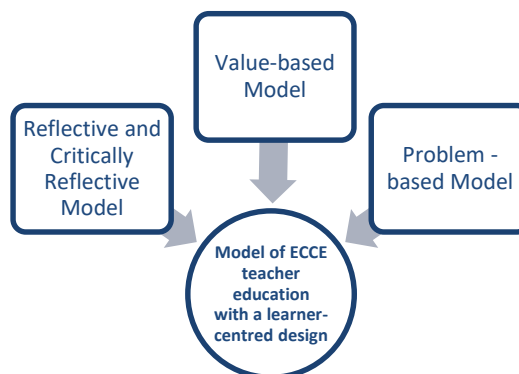 Value-based
Model
Reflective and
Critically
Reflective
Model
Problem -
based Model
Model of ECCE
teacher
education
with a learner-
centred design